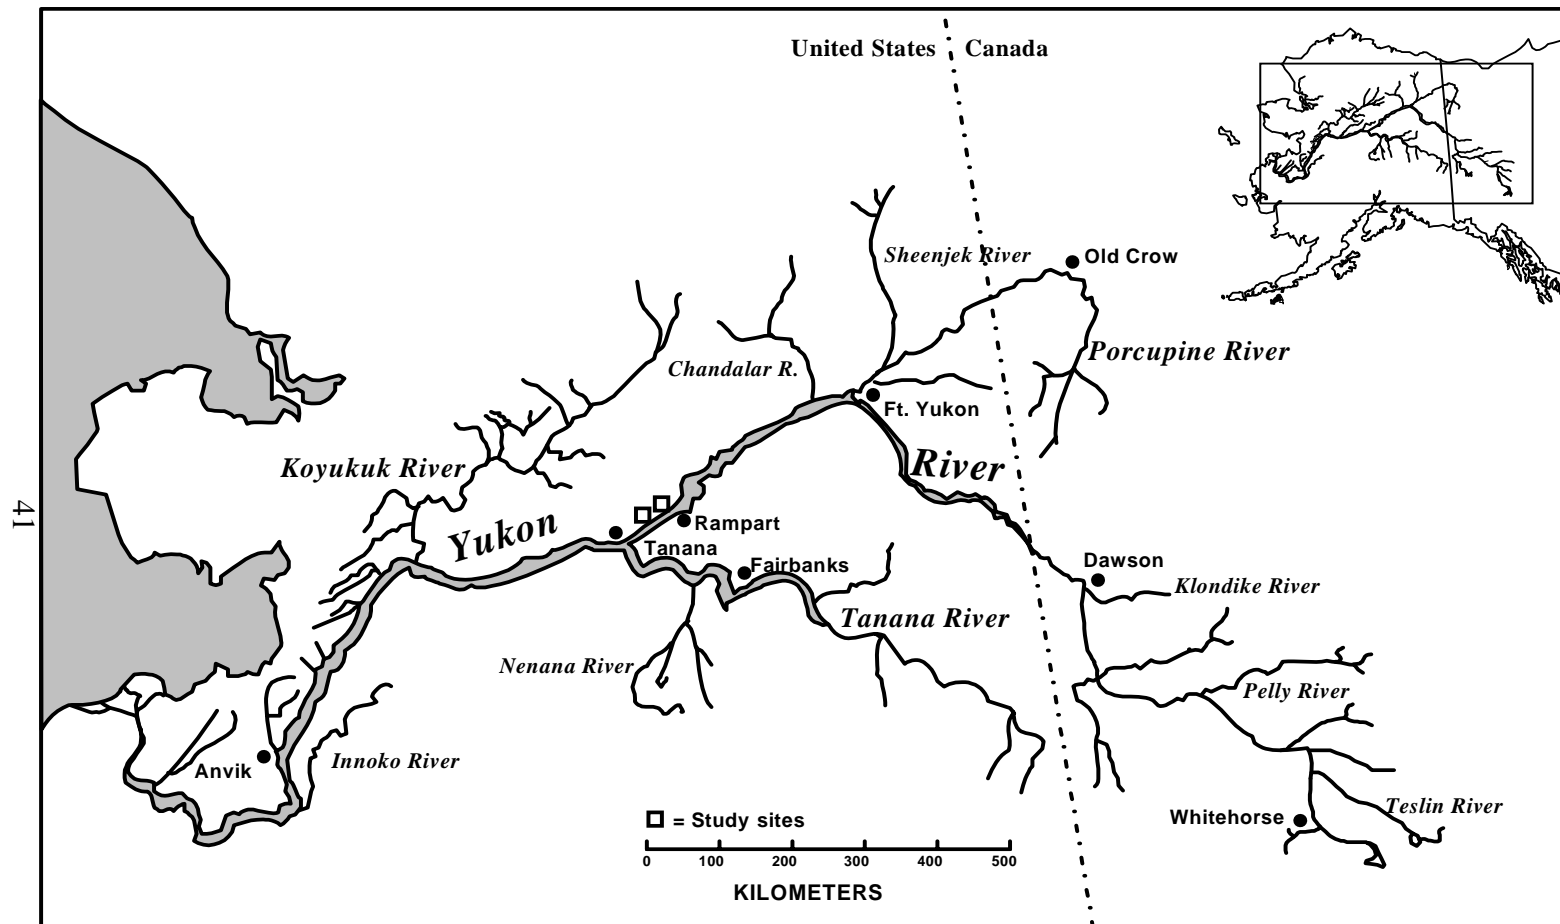 United States
Canada
Sheenjek River
Old Crow
Porcupine River
Chandalar R.
Ft. Yukon
Koyukuk River
River
41
Yukon
Rampart
Tanana
Fairbanks
Dawson
Klondike River
Tanana River
Nenana River
Pelly River
Anvik
Innoko River
Teslin River
Whitehorse
= Study sites
0 100 200 300 400 500
KILOMETERS